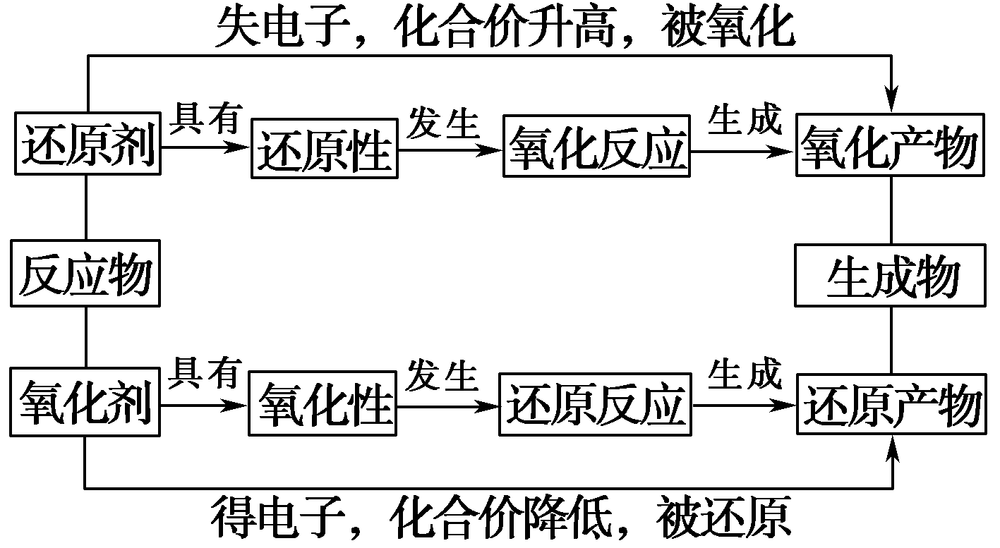 失电子，化合价升高，被氧化
还原剂 具有 还原性 发生 氧化反应 生成 氧化产物
反应物 生成物
氧化剂 具有 氧化性 发生 还原反应 生成 还原产物
得电子，化合价降低，被还原